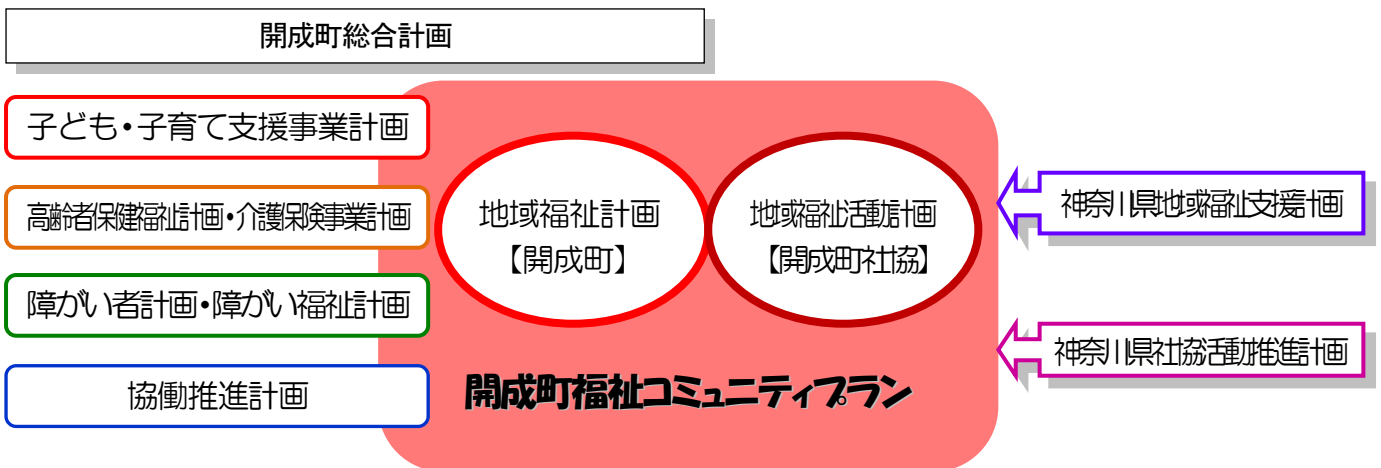 開成町総合計画
子ども・子育て支援事業計画
高齢者保健福祉計画・介護保険事業計画
障がい者計画・障がい福祉計画
協働推進計画
地域福祉計画
【開成町】
地域福祉活動計画
【開成町社協】
開成町福祉コミュニティプラン
神奈川県地域福祉支援計画
神奈川県社協活動推進計画